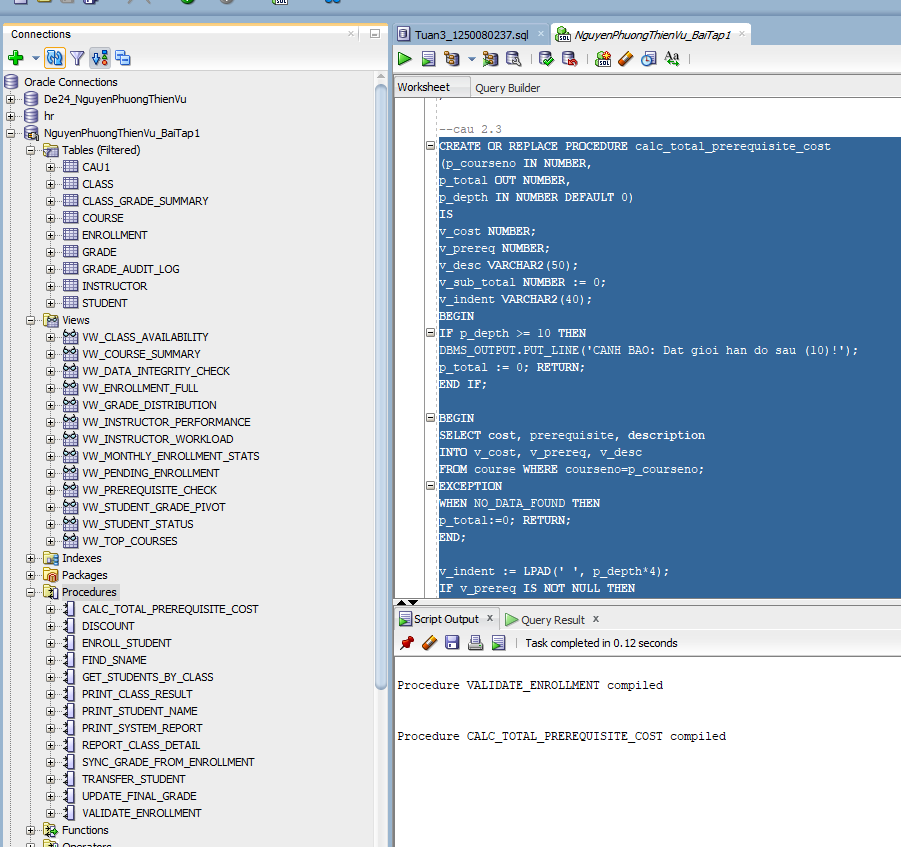 Connections
Oracle Connections
De24_NguyenPhuongThienVu
hr
NguyenPhuongThienVu_BaiTap1
Tables (Filtered)
CAU1
CLASS
CLASS_GRADE_SUMMARY
COURSE
ENROLLMENT
GRADE
GRADE_AUDIT_LOG
INSTRUCTOR
STUDENT
Views
VW_CLASS_AVAILABILITY
VW_COURSE_SUMMARY
VW_DATA_INTEGRITY_CHECK
VW_ENROLLMENT_FULL
VW_GRADE_DISTRIBUTION
VW_INSTRUCTOR_PERFORMANCE
VW_INSTRUCTOR_WORKLOAD
VW_MONTHLY_ENROLLMENT_STATS
VW_PENDING_ENROLLMENT
VW_PREREQUISITE_CHECK
VW_STUDENT_GRADE_PIVOT
VW_STUDENT_STATUS
VW_TOP_COURSES
Indexes
Packages
Procedures
CALC_TOTAL_PREREQUISITE_COST
DISCOUNT
ENROLL_STUDENT
FIND_SNAME
GET_STUDENTS_BY_CLASS
PRINT_CLASS_RESULT
PRINT_STUDENT_NAME
PRINT_SYSTEM_REPORT
REPORT_CLASS_DETAIL
SYNC_GRADE_FROM_ENROLLMENT
TRANSFER_STUDENT
UPDATE_FINAL_GRADE
VALIDATE_ENROLLMENT
Functions
Operators
Tuan3_1250080237.sql
NguyenPhuongThienVu_BaiTap1
Worksheet
Query Builder
--cau 2.3
CREATE OR REPLACE PROCEDURE calc_total_prerequisite_cost
(p_courseno IN NUMBER,
p_total OUT NUMBER,
p_depth IN NUMBER DEFAULT 0)
IS
v_cost NUMBER;
v_prereq NUMBER;
v_desc VARCHAR2(50);
v_sub_total NUMBER := 0;
v_indent VARCHAR2(40);
BEGIN
IF p_depth >= 10 THEN
DBMS_OUTPUT.PUT_LINE('CANH BAO: Dat gioi han do sau (10)!');
p_total := 0; RETURN;
END IF;
BEGIN
SELECT cost, prerequisite, description
INTO v_cost, v_prereq, v_desc
FROM course WHERE courseno=p_courseno;
EXCEPTION
WHEN NO_DATA_FOUND THEN
p_total:=0; RETURN;
END;
v_indent := LPAD(' ', p_depth*4);
IF v_prereq IS NOT NULL THEN
Script Output
Query Result
Task completed in 0.12 seconds
Procedure VALIDATE_ENROLLMENT compiled
Procedure CALC_TOTAL_PREREQUISITE_COST compiled